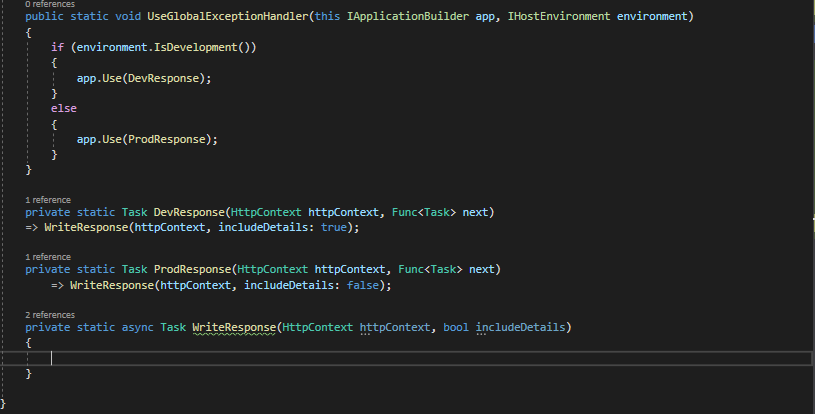 0 references
public static void UseGlobalExceptionHandler(this IApplicationBuilder app, IHostEnvironment environment)
{
if (environment.IsDevelopment())
{
app.Use(DevResponse);
}
else
{
app.Use(ProdResponse);
}
}
1 reference
private static Task DevResponse(HttpContext httpContext, Func<Task> next)
=> WriteResponse(httpContext, includeDetails: true);
1 reference
private static Task ProdResponse(HttpContext httpContext, Func<Task> next)
=> WriteResponse(httpContext, includeDetails: false);
2 references
private static async Task WriteResponse(HttpContext httpContext, bool includeDetails)
{
}
}